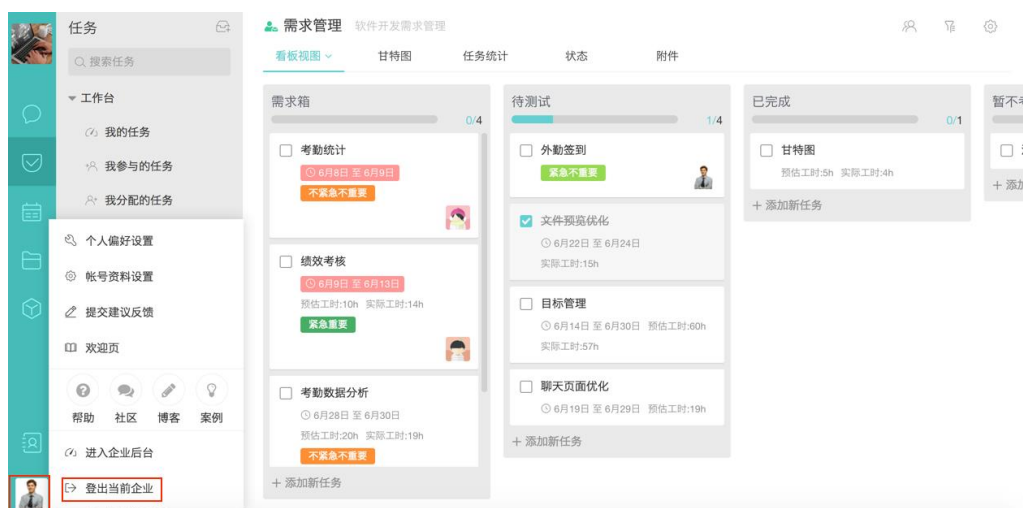 任务
搜索任务
工作台
我的任务
我参与的任务
我分配的任务
个人偏好设置
帐号资料设置
提交建议反馈
欢迎页
帮助 社区 博客 案例
进入企业后台
登出当前企业
需求管理 软件开发需求管理
看板视图 甘特图 任务统计 状态 附件
需求箱
0/4
考勤统计
6月8日 至 6月9日
不紧急不重要
绩效考核
6月9日 至 6月13日
预估工时:10h 实际工时:14h
紧急重要
考勤数据分析
6月28日 至 6月30日
预估工时:20h 实际工时:19h
不紧急不重要
+ 添加新任务
待测试
1/4
外勤签到
紧急不重要
文件预览优化
6月22日 至 6月24日
实际工时:15h
目标管理
6月14日 至 6月30日 预估工时:60h
实际工时:57h
聊天页面优化
6月19日 至 6月29日 预估工时:19h
+ 添加新任务
已完成
0/1
甘特图
预估工时:5h 实际工时:4h
+ 添加新任务
暂不
+ 添